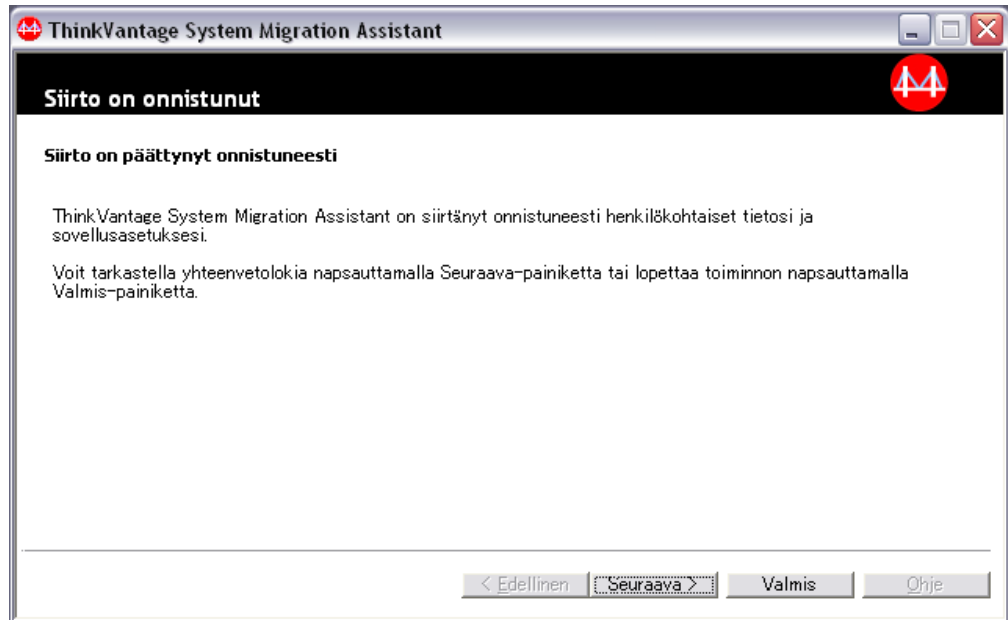 ThinkVantage System Migration Assistant
Siirto on onnistunut
Siirto on päättynyt onnistuneesti
ThinkVantage System Migration Assistant on siirtänyt onnistuneesti henkilökohtaiset tietosi ja
sovellusasetuksesi.
Voit tarkastella yhteenvetolokia napsauttamalla Seuraava-painiketta tai lopettaa toiminnon napsauttamalla
Valmis-painiketta.
< Edellinen Seuraava > Valmis Ohje